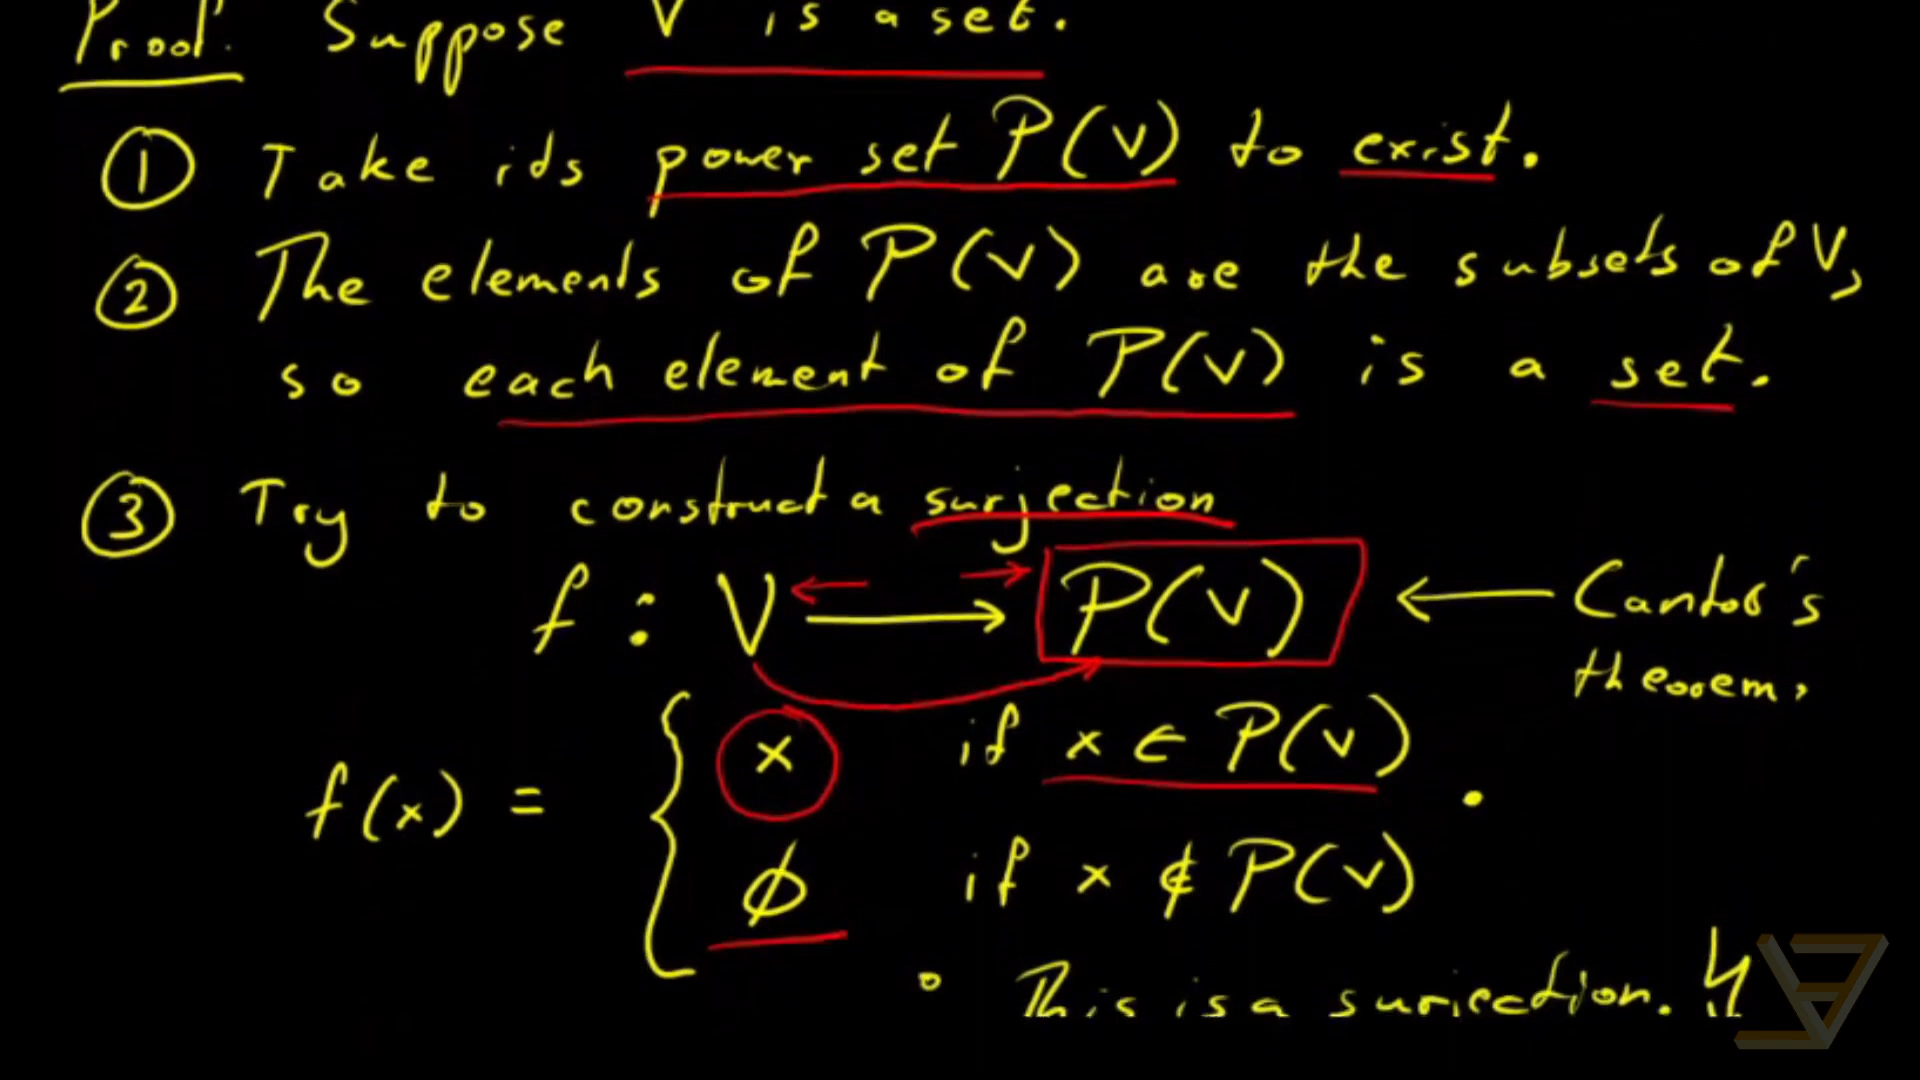 Proof: Suppose V is a set.
① Take its power set P(V) to exist.
② The elements of P(V) are the subsets of V,
so each element of P(V) is a set.
③ Try to construct a surjection
f : V → P(V) ← Cantor's
theorem,
f(x) = { x if x ∈ P(V) .
∅ if x ∉ P(V)
∘ This is a surjection. ↯